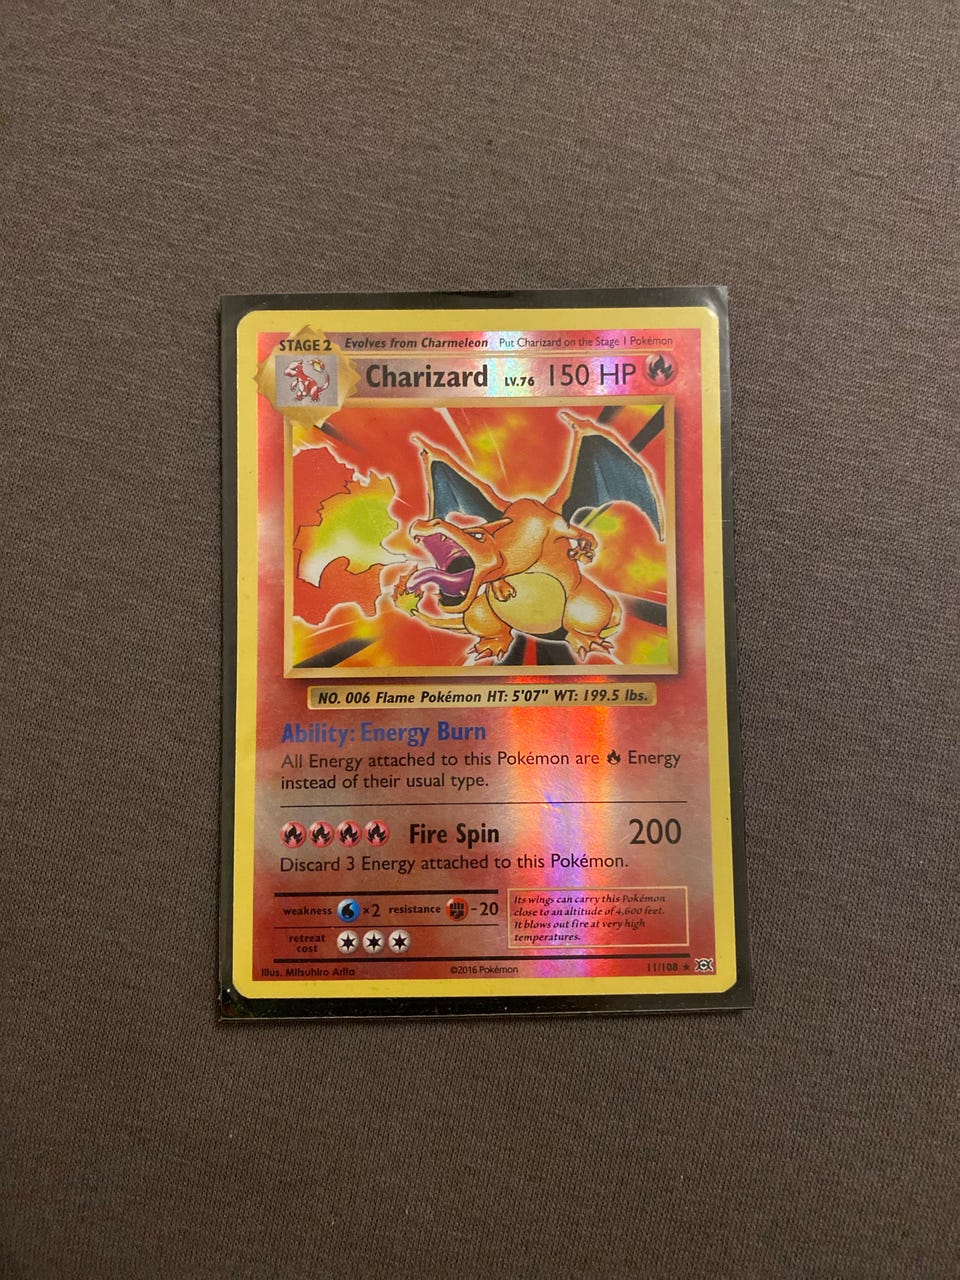 STAGE 2 Evolves from Charmeleon Put Charizard on the Stage 1 Pokémon
Charizard LV.76 150 HP
NO. 006 Flame Pokémon HT: 5'07" WT: 199.5 lbs.
Ability: Energy Burn
All Energy attached to this Pokémon are Energy
instead of their usual type.
Fire Spin 200
Discard 3 Energy attached to this Pokémon.
weakness ×2 resistance -20
retreat
cost
Its wings can carry this Pokémon
close to an altitude of 4,600 feet.
It blows out fire at very high
temperatures.
Illus. Mitsuhiro Arita ©2016 Pokémon 11/108 ★